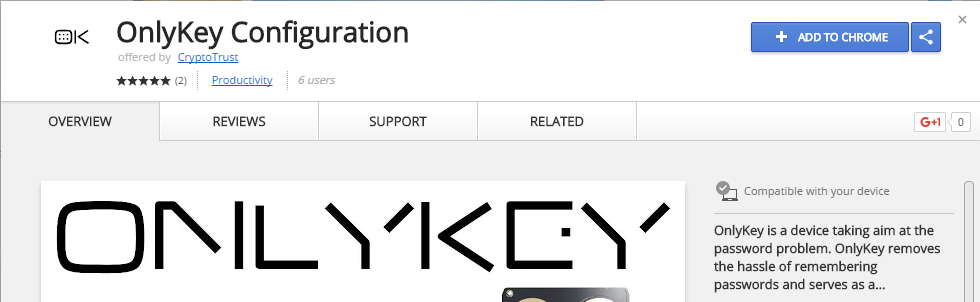 OK
OnlyKey Configuration
offered by CryptoTrust
(2) Productivity 6 users
+ ADD TO CHROME
OVERVIEW REVIEWS SUPPORT RELATED
G+1 0
ONLYKEY
Compatible with your device
OnlyKey is a device taking aim at the
password problem. OnlyKey removes
the hassle of remembering
passwords and serves as a...